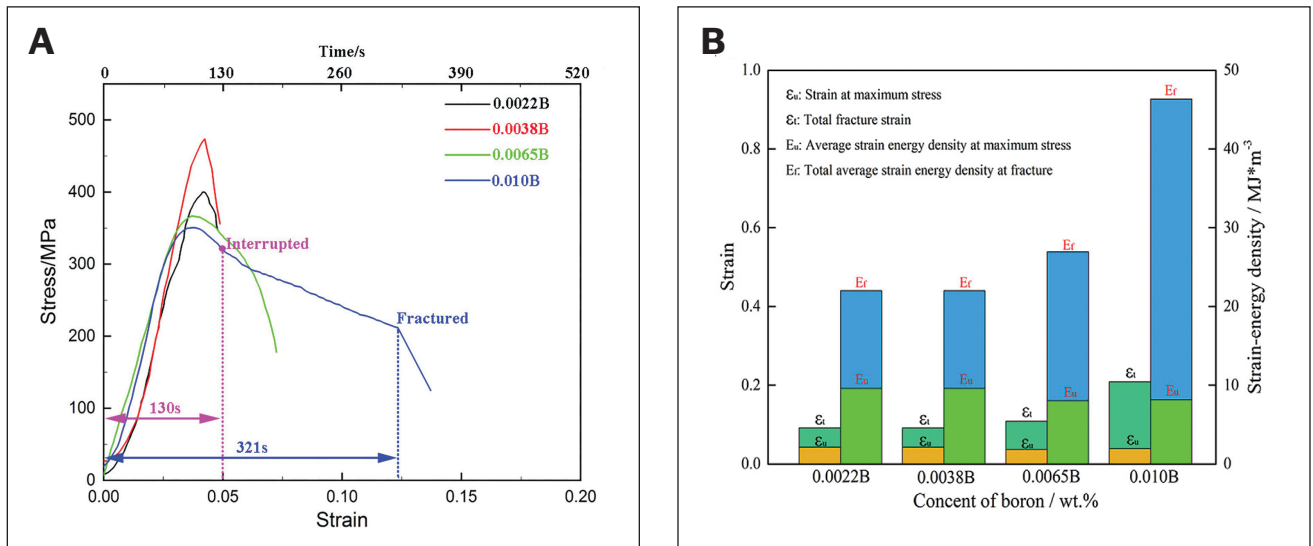 A
Time/s
0 130 260 390 520
0.0022B
0.0038B
0.0065B
0.010B
500
400
300
200
100
0
Stress/MPa
Interrupted
Fractured
130s
321s
0.00 0.05 0.10 0.15 0.20
Strain
B
1.0
0.8
0.6
0.4
0.2
0.0
Strain
εu: Strain at maximum stress
εt: Total fracture strain
Eu: Average strain energy density at maximum stress
Ef: Total average strain energy density at fracture
Ef
Ef
Ef
Ef
Eu
Eu
Eu
Eu
εt
εt
εt
εt
εu
εu
εu
εu
50
40
30
20
10
0
Strain-energy density / MJ*m-3
0.0022B 0.0038B 0.0065B 0.010B
Concent of boron / wt.%